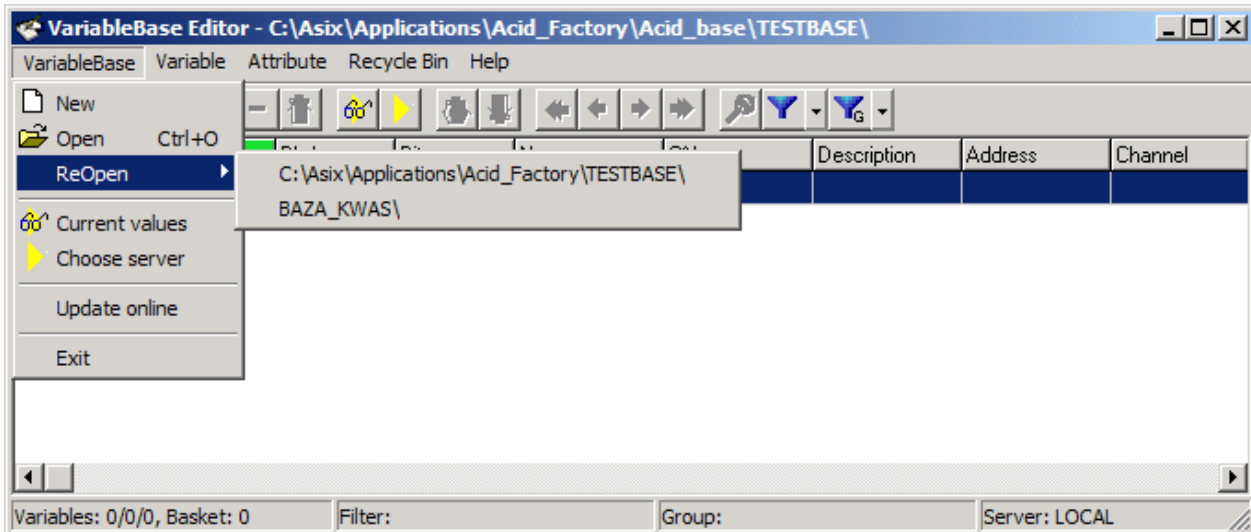 VariableBase Editor - C:\Asix\Applications\Acid_Factory\Acid_base\TESTBASE\
VariableBase Variable Attribute Recycle Bin Help
New
Open Ctrl+O
ReOpen
C:\Asix\Applications\Acid_Factory\TESTBASE\
BAZA_KWAS\
Description Address Channel
Current values
Choose server
Update online
Exit
Variables: 0/0/0, Basket: 0 Filter: Group: Server: LOCAL